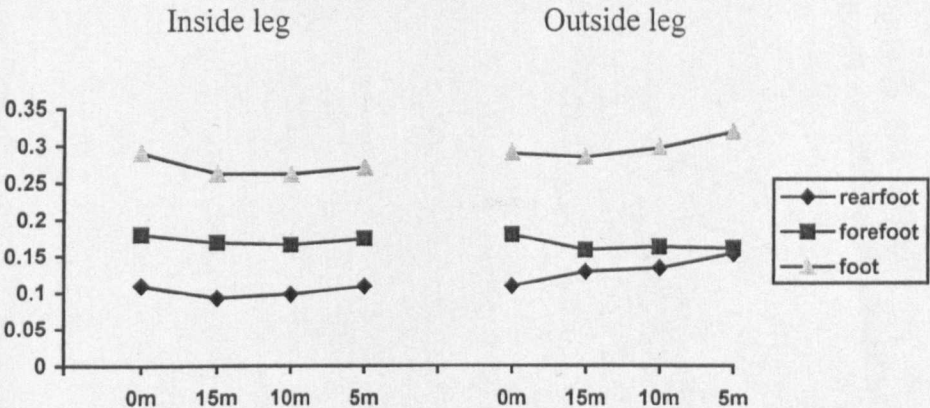 Inside leg
Outside leg
0.35
0.3
0.25
0.2
0.15
0.1
0.05
0
0m 15m 10m 5m
0m 15m 10m 5m
rearfoot
forefoot
foot